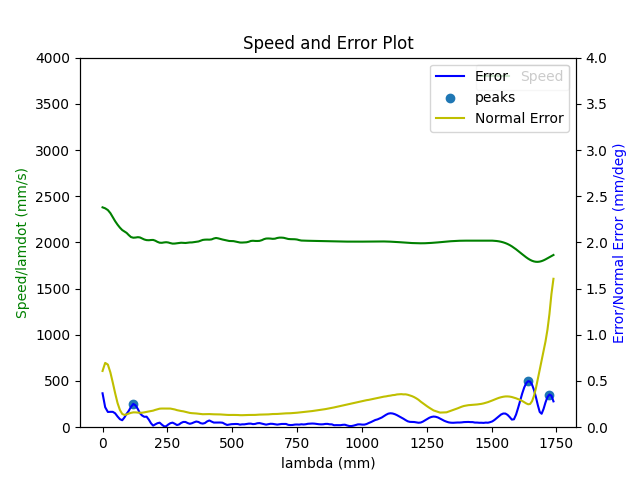 Speed and Error Plot
4000
3500
3000
2500
2000
1500
1000
500
0
Speed/lamdot (mm/s)
4.0
3.5
3.0
2.5
2.0
1.5
1.0
0.5
0.0
Error/Normal Error (mm/deg)
Error
Speed
peaks
Normal Error
0 250 500 750 1000 1250 1500 1750
lambda (mm)